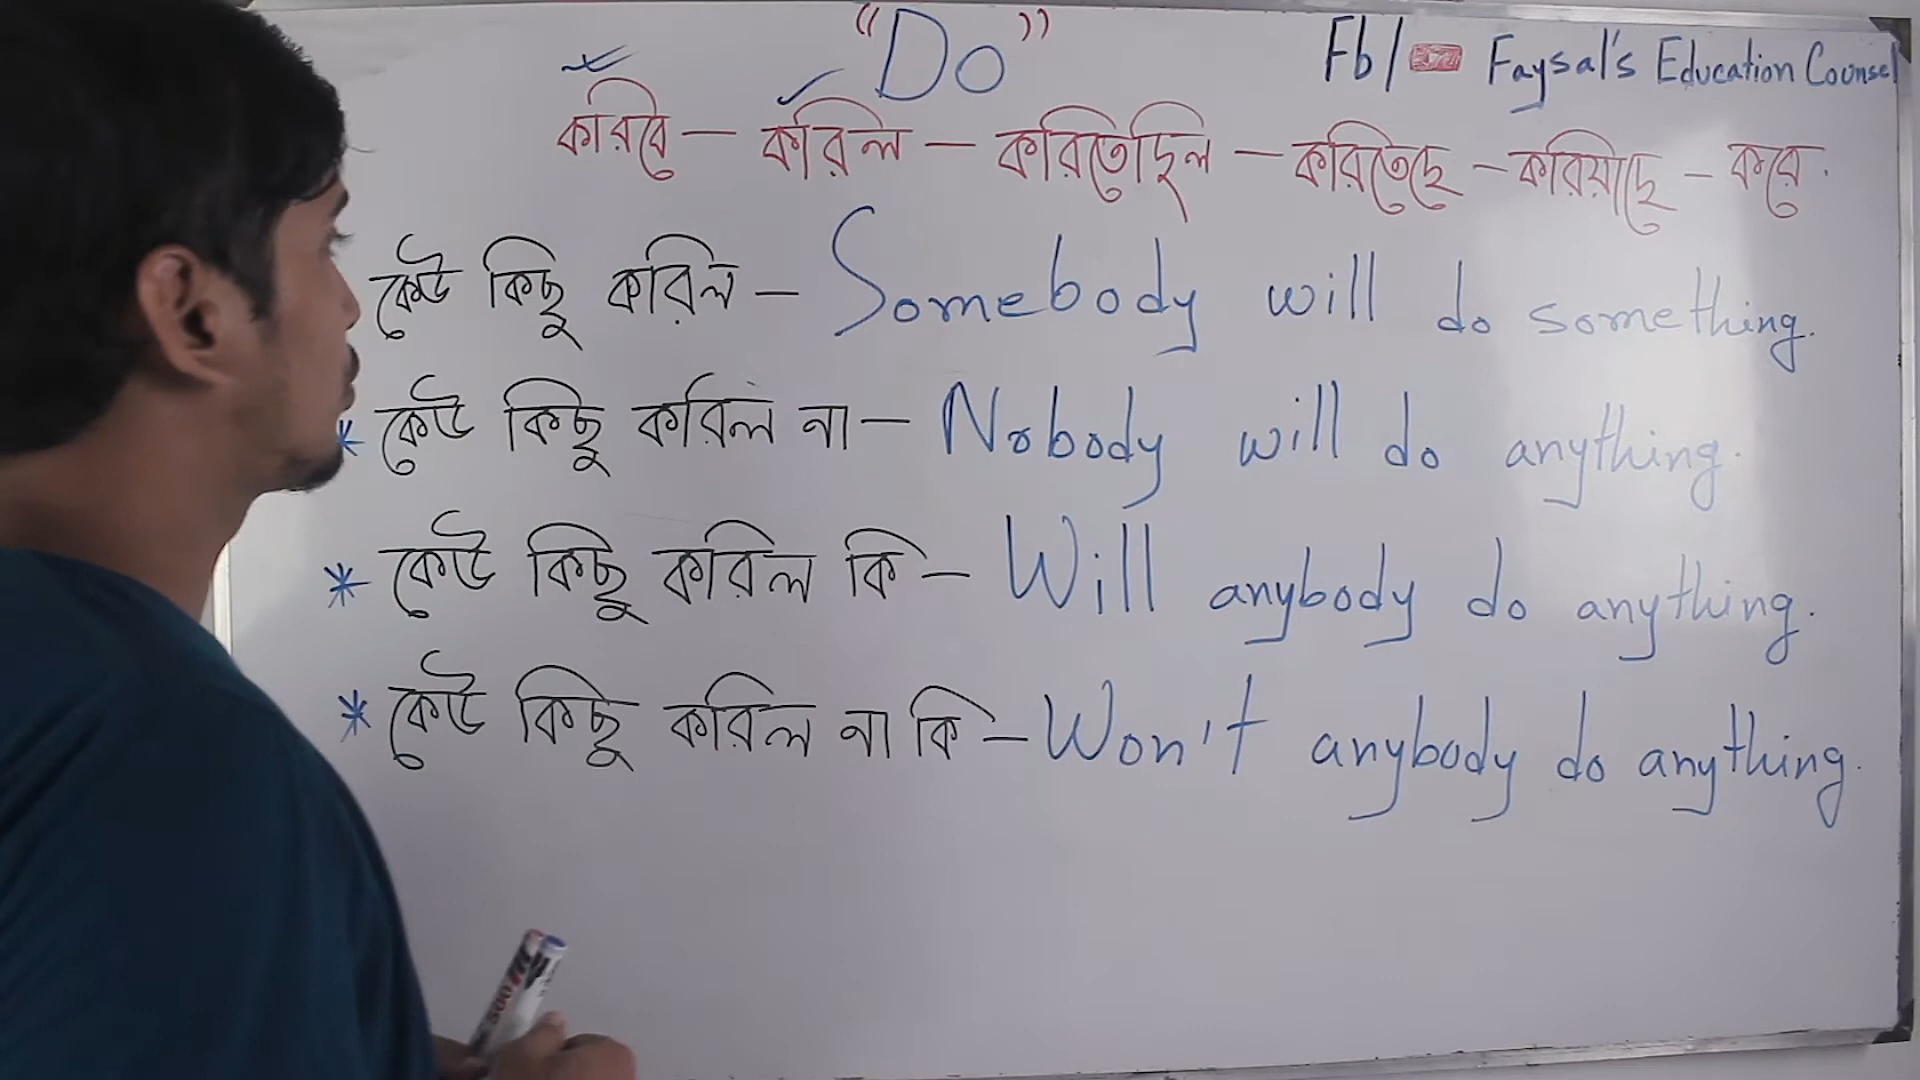 "Do"
Fb/ Faysal's Education Counsel
করিবে — করিল — করিতেছিল — করিতেছে — করিয়াছে — করে.
কেউ কিছু করিল — Somebody will do something.
* কেউ কিছু করিল না — Nobody will do anything.
* কেউ কিছু করিল কি — Will anybody do anything.
* কেউ কিছু করিল না কি — Won't anybody do anything.